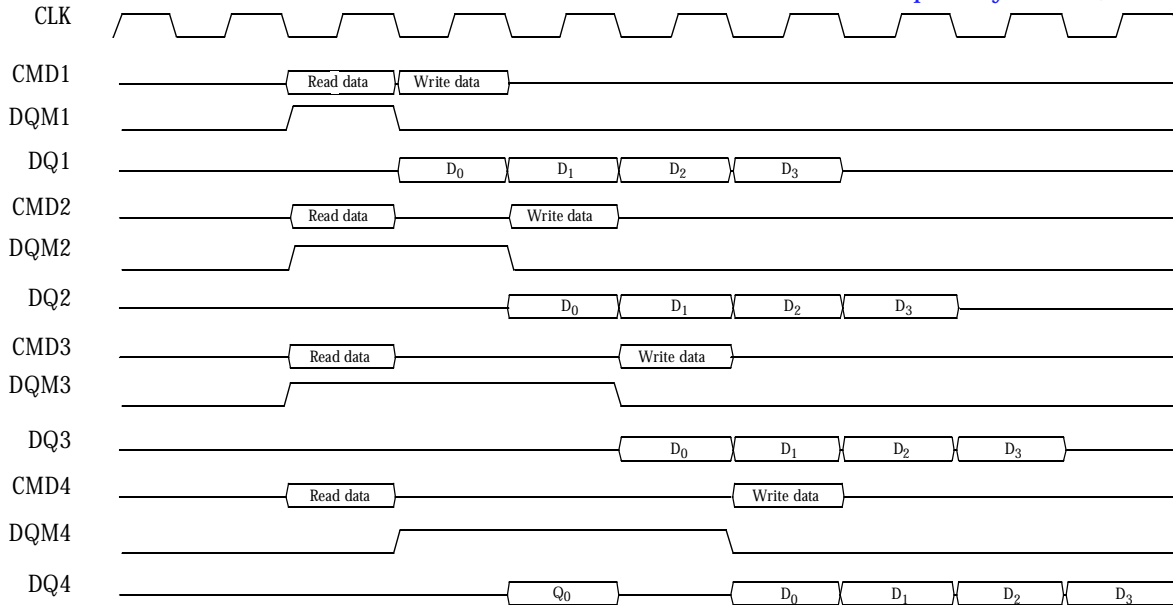 CLK
CMD1 Read data Write data
DQM1
DQ1 D0 D1 D2 D3
CMD2 Read data Write data
DQM2
DQ2 D0 D1 D2 D3
CMD3 Read data Write data
DQM3
DQ3 D0 D1 D2 D3
CMD4 Read data Write data
DQM4
DQ4 Q0 D0 D1 D2 D3